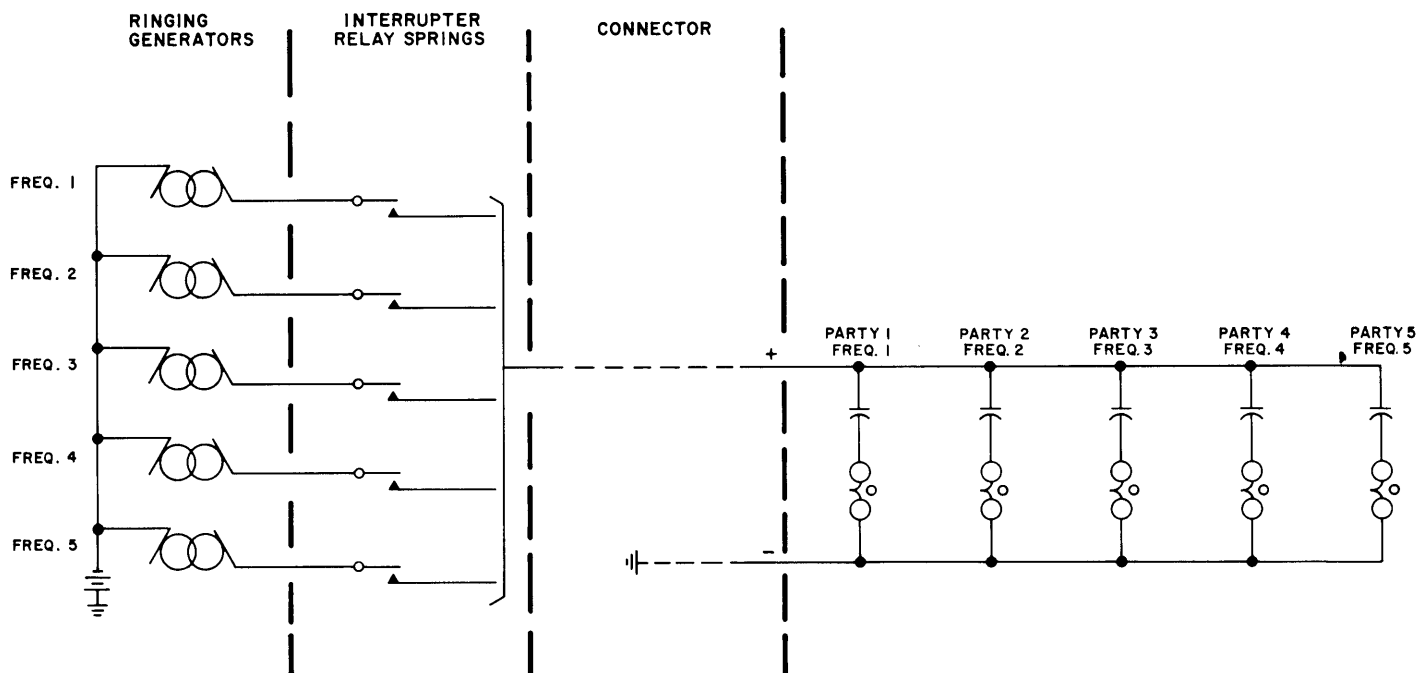 RINGING
GENERATORS
INTERRUPTER
RELAY SPRINGS
CONNECTOR
FREQ. 1
FREQ. 2
FREQ. 3
FREQ. 4
FREQ. 5
+
-
PARTY 1
FREQ. 1
PARTY 2
FREQ. 2
PARTY 3
FREQ. 3
PARTY 4
FREQ. 4
PARTY 5
FREQ. 5